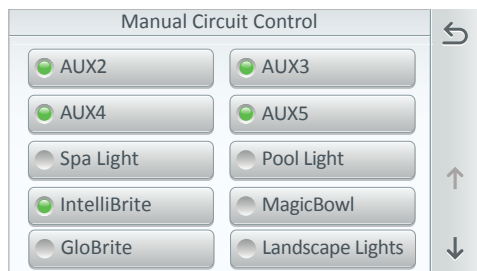 Manual Circuit Control
AUX2
AUX3
AUX4
AUX5
Spa Light
Pool Light
IntelliBrite
MagicBowl
GloBrite
Landscape Lights